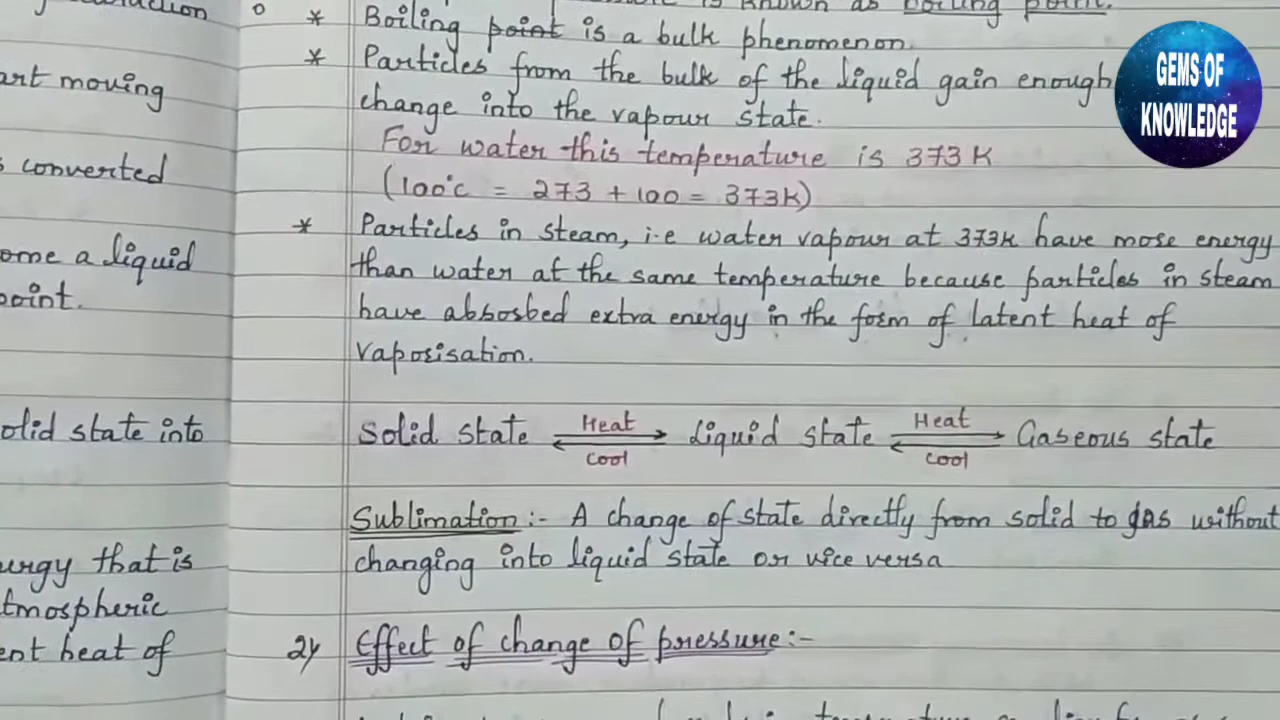 known as boiling point.
* Boiling point is a bulk phenomenon.
art moving
* Particles from the bulk of the liquid gain enough
GEMS OF
KNOWLEDGE
change into the vapour state.
For water this temperature is 373 K
s converted
(100°c = 273 + 100 = 373K)
* Particles in steam, i.e water vapour at 373K have more energy
ome a liquid
than water at the same temperature because particles in steam
point.
have absorbed extra energy in the form of latent heat of
vaporisation.
olid state into
Solid state Heat Cool Liquid state Heat Cool Gaseous state
Sublimation:- A change of state directly from solid to gas without
changing into liquid state or vice versa
urgy that is
tmospheric
ent heat of
2) Effect of change of pressure:-